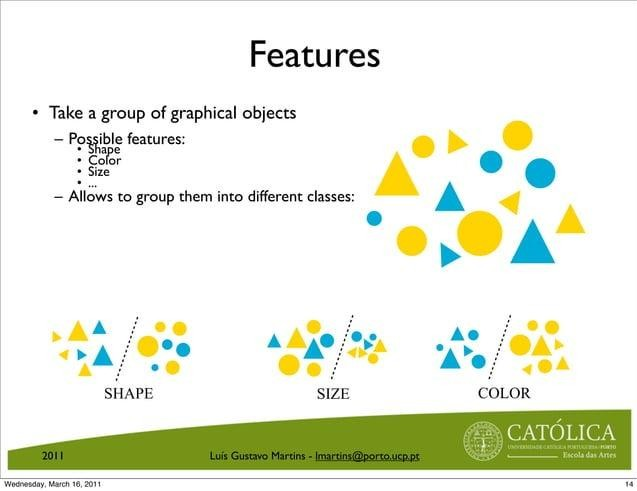 Features
• Take a group of graphical objects
– Possible features:
• Shape
• Color
• Size
• ...
– Allows to group them into different classes:
SHAPE
SIZE
COLOR
CATÓLICA
UNIVERSIDADE CATÓLICA PORTUGUESA | PORTO
Escola das Artes
2011
Luís Gustavo Martins - lmartins@porto.ucp.pt
Wednesday, March 16, 2011
14